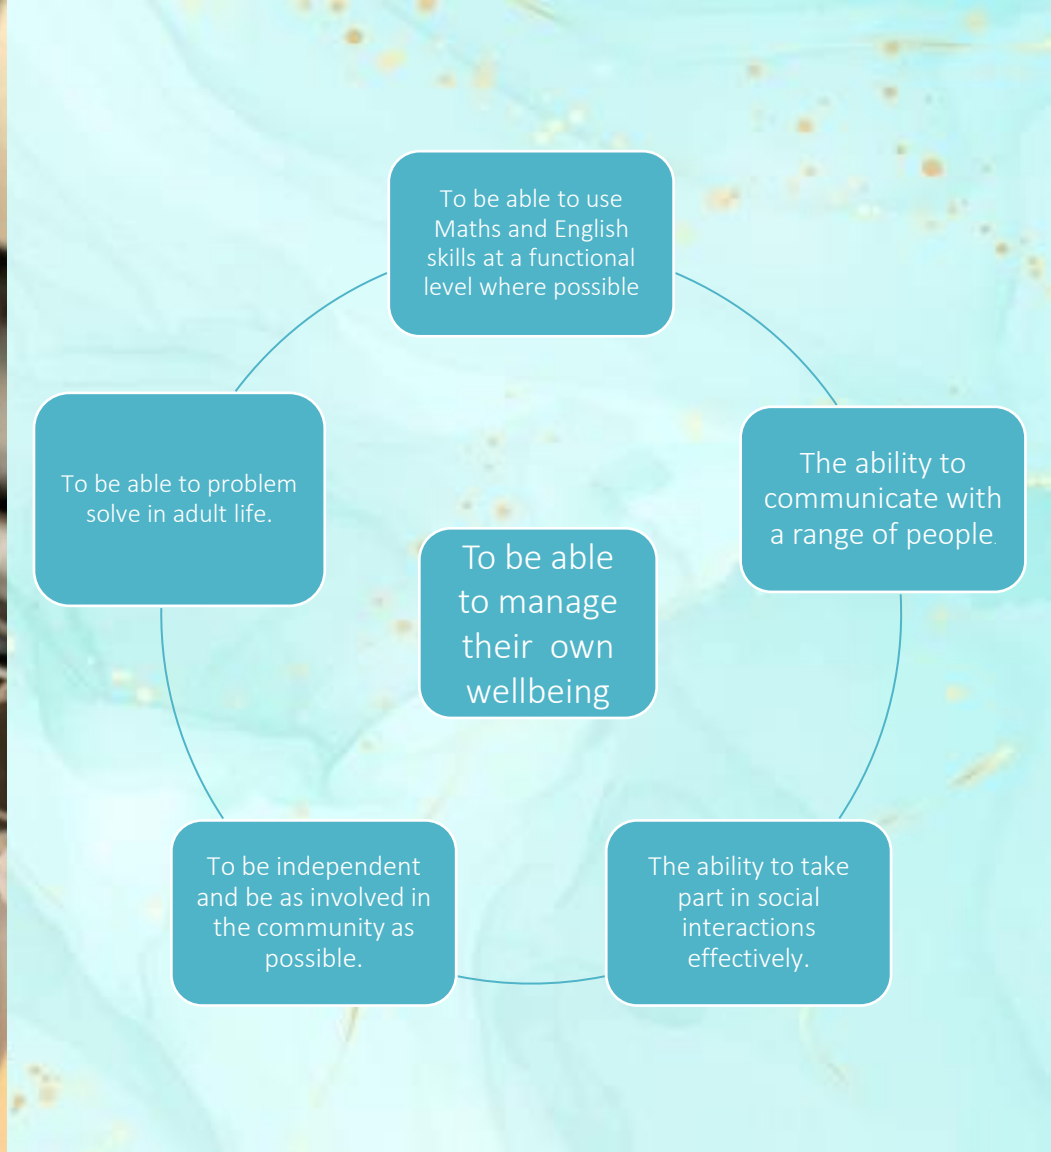 To be able to use
Maths and English
skills at a functional
level where possible
The ability to
communicate with
a range of people.
To be able to problem
solve in adult life.
To be able
to manage
their own
wellbeing
To be independent
and be as involved in
the community as
possible.
The ability to take
part in social
interactions
effectively.